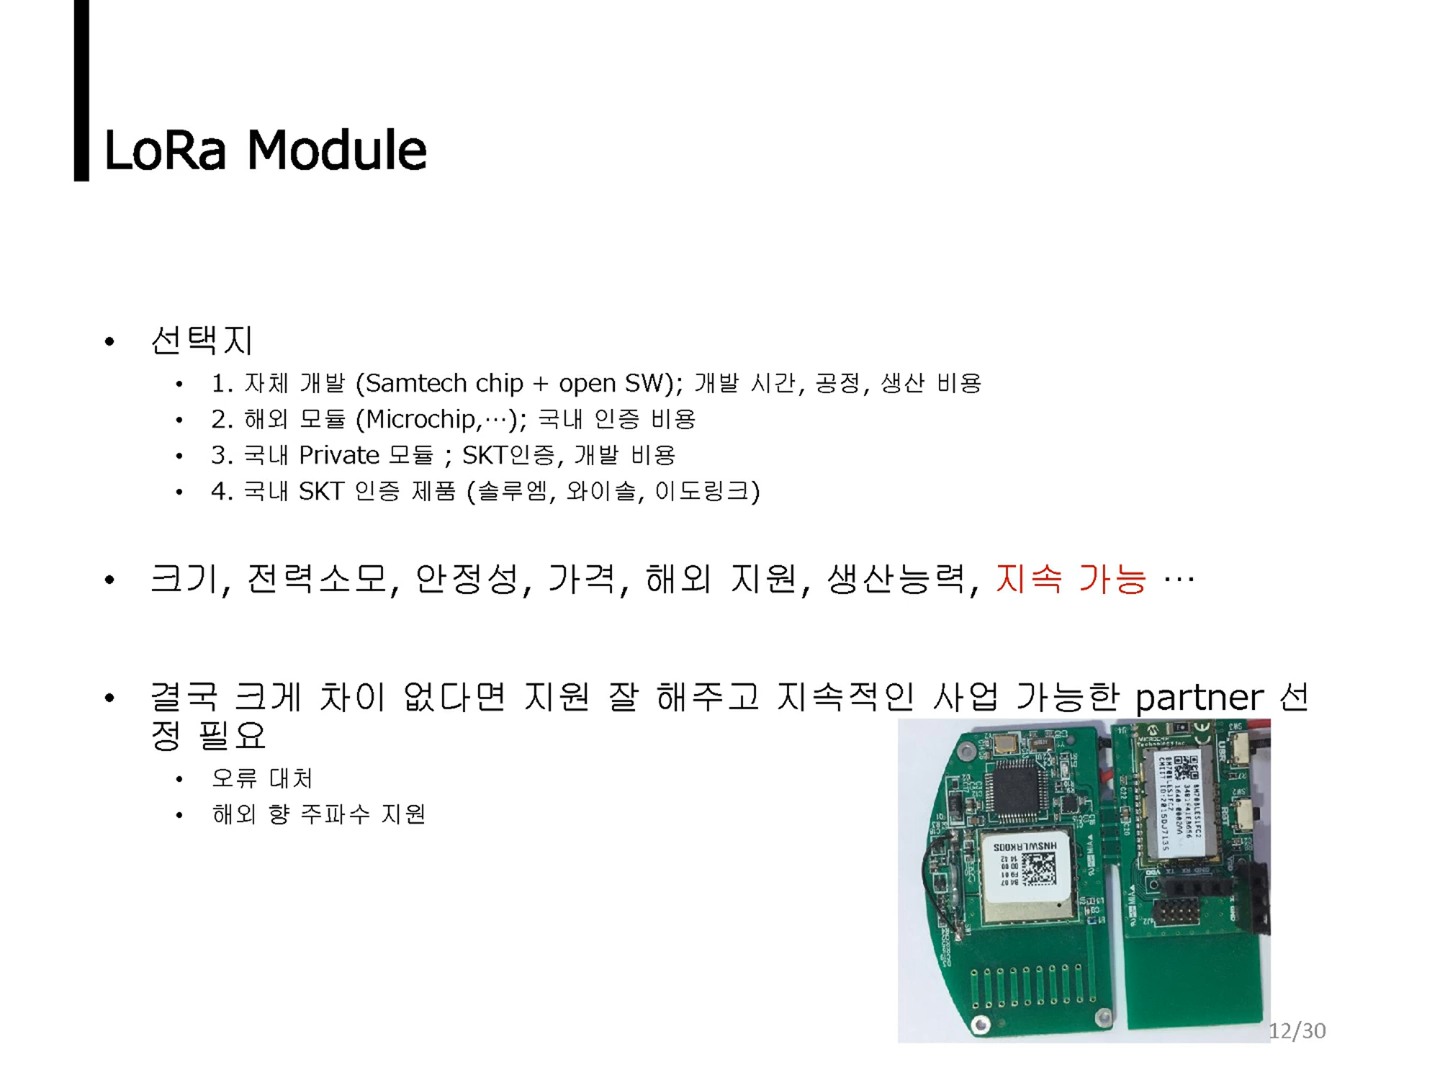 LoRa Module
• 선택지
• 1. 자체 개발 (Samtech chip + open SW); 개발 시간, 공정, 생산 비용
• 2. 해외 모듈 (Microchip,…); 국내 인증 비용
• 3. 국내 Private 모듈 ; SKT인증, 개발 비용
• 4. 국내 SKT 인증 제품 (솔루엠, 와이솔, 이도링크)
• 크기, 전력소모, 안정성, 가격, 해외 지원, 생산능력, 지속 가능 …
• 결국 크게 차이 없다면 지원 잘 해주고 지속적인 사업 가능한 partner 선
정 필요
• 오류 대처
• 해외 향 주파수 지원
HNSWLRK00S
12/30